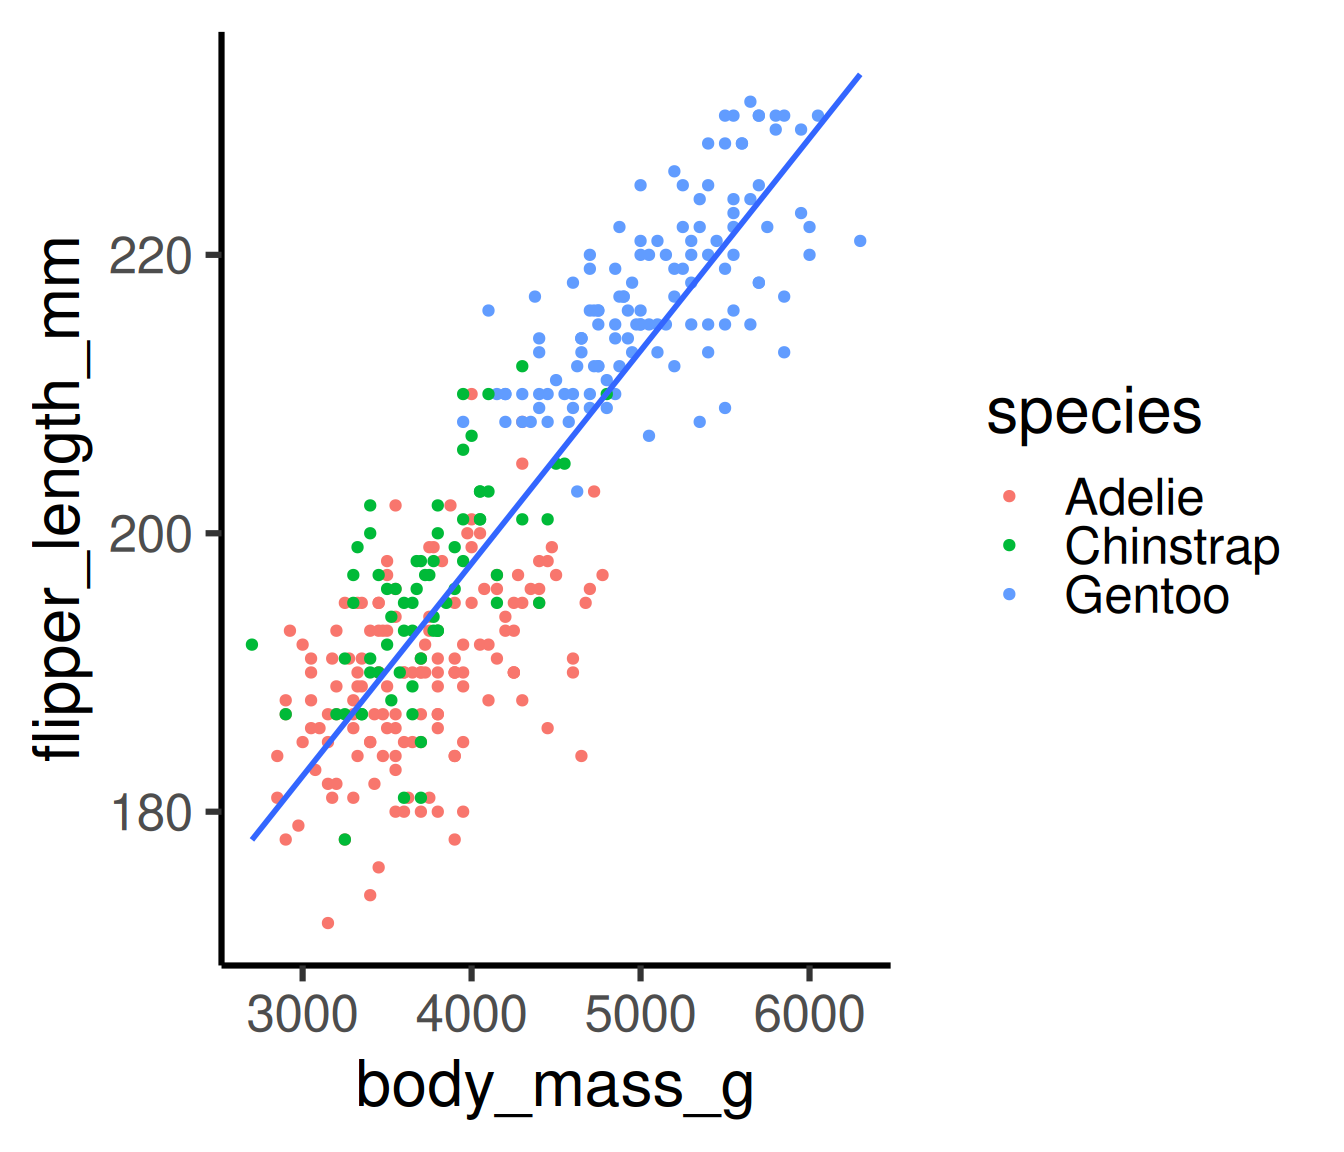 flipper_length_mm
220
200
180
3000 4000 5000 6000
body_mass_g
species
Adelie
Chinstrap
Gentoo